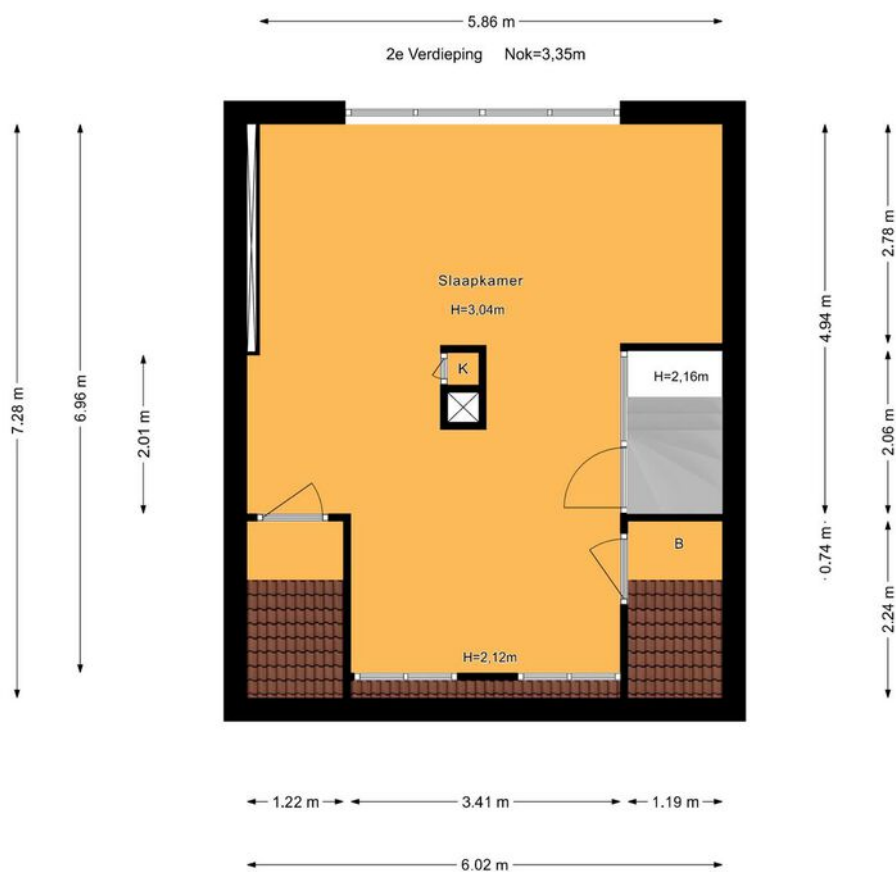 5.86 m
2e Verdieping Nok=3,35m
7.28 m
6.96 m
2.01 m
Slaapkamer
H=3,04m
K
H=2,16m
B
H=2,12m
4.94 m
0.74 m
2.78 m
2.06 m
2.24 m
1.22 m
3.41 m
1.19 m
6.02 m